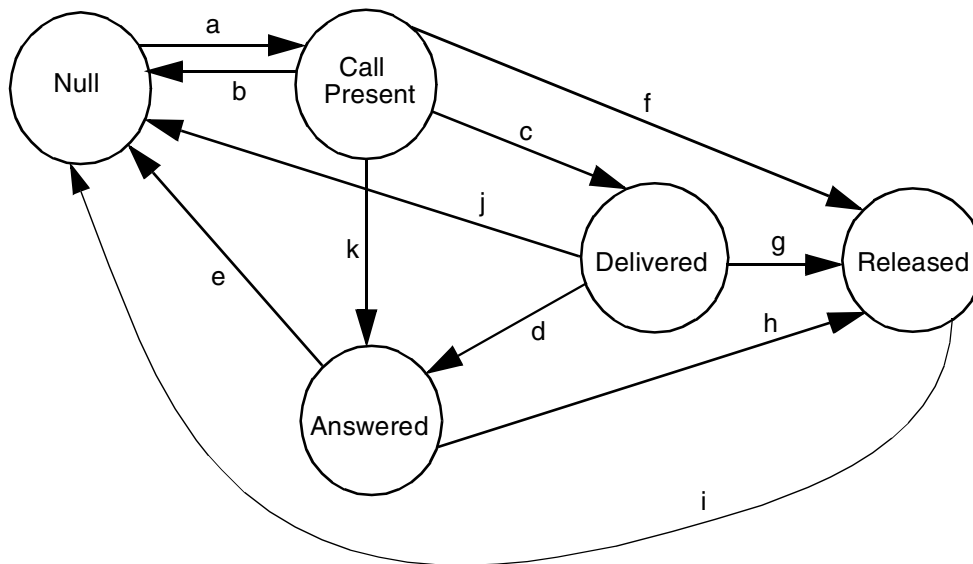 a
Null
Call
Present
b
f
c
j
k
e
Delivered
g
Released
d
h
Answered
i